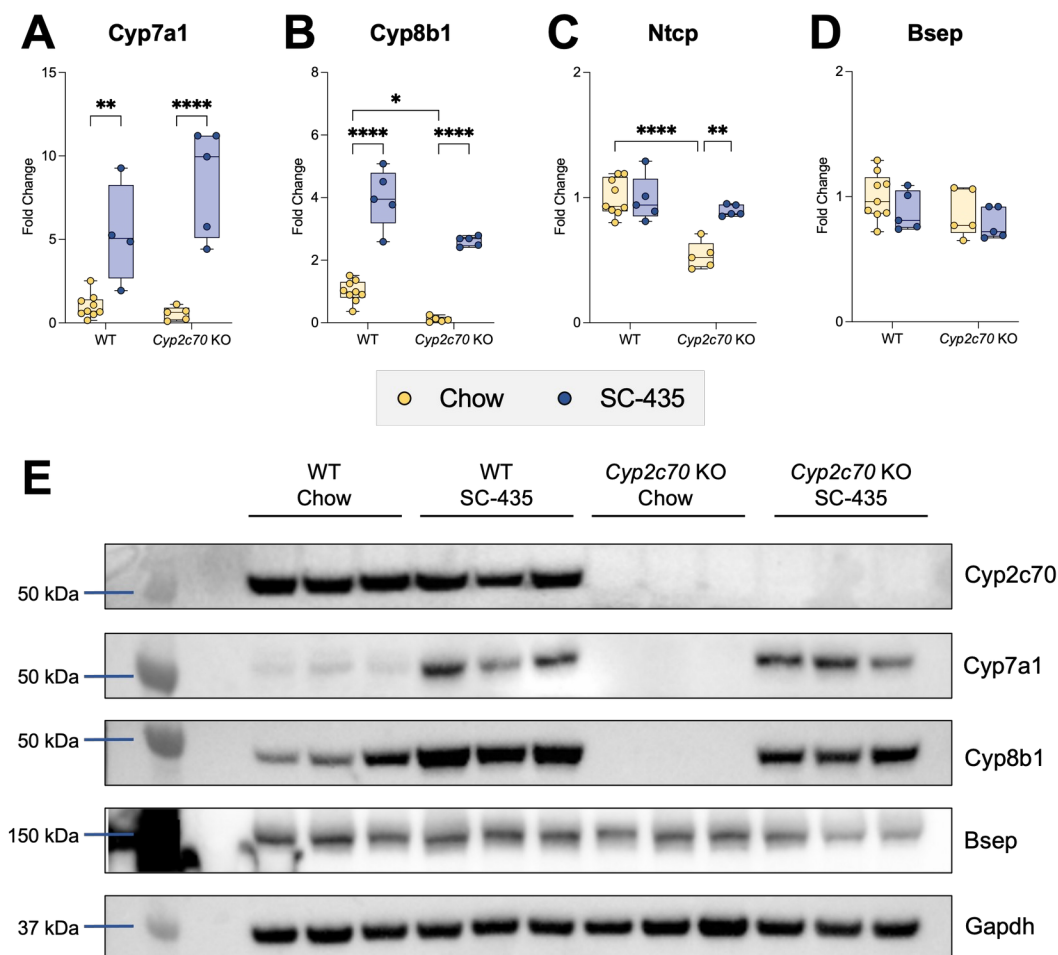 A Cyp7a1
B Cyp8b1
C Ntcp
D Bsep
Fold Change
15
10
5
0
** ****
WT Cyp2c70 KO
Fold Change
8
6
4
2
0
*
**** ****
WT Cyp2c70 KO
Fold Change
2
1
0
**** **
WT Cyp2c70 KO
Fold Change
2
1
0
WT Cyp2c70 KO
Chow SC-435
E
WT WT Cyp2c70 KO Cyp2c70 KO
Chow SC-435 Chow SC-435
50 kDa Cyp2c70
50 kDa Cyp7a1
50 kDa Cyp8b1
150 kDa Bsep
37 kDa Gapdh